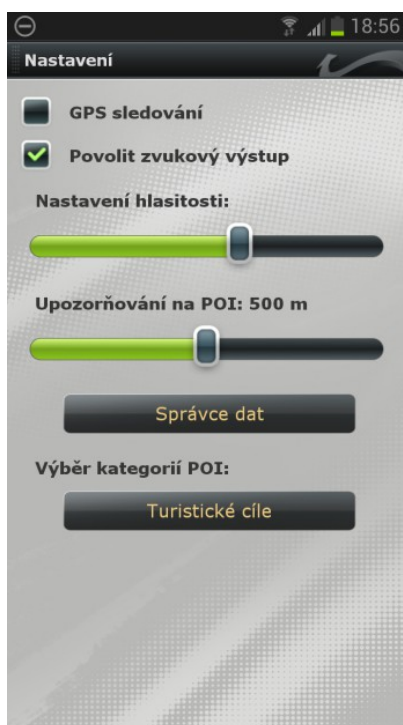 18:56
Nastavení
GPS sledování
Povolit zvukový výstup
Nastavení hlasitosti:
Upozorňování na POI: 500 m
Správce dat
Výběr kategorií POI:
Turistické cíle